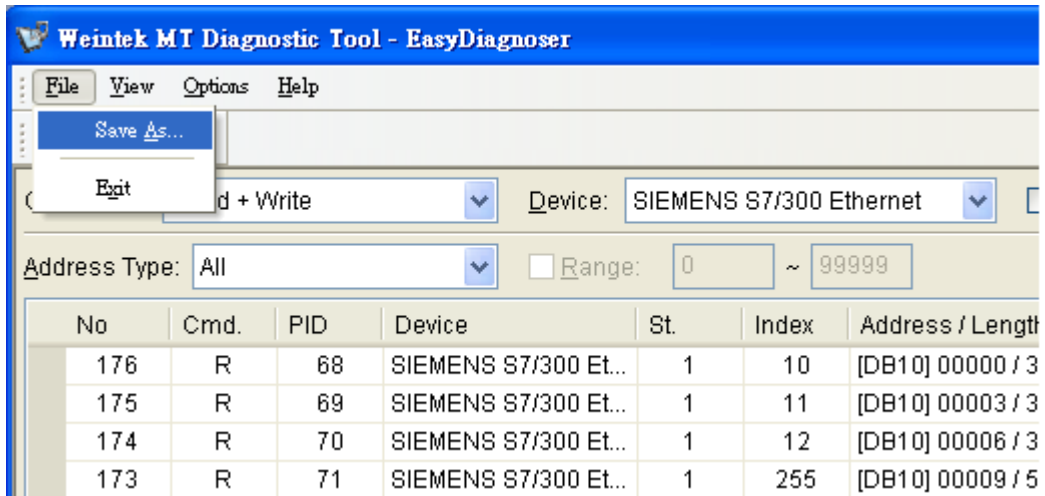 Weintek MT Diagnostic Tool - EasyDiagnoser
File View Options Help
Save As...
Exit
d + Write Device: SIEMENS S7/300 Ethernet
Address Type: All Range: 0 ~ 99999
No Cmd. PID Device St. Index Address / Length
176 R 68 SIEMENS S7/300 Et... 1 10 [DB10] 00000 / 3
175 R 69 SIEMENS S7/300 Et... 1 11 [DB10] 00003 / 3
174 R 70 SIEMENS S7/300 Et... 1 12 [DB10] 00006 / 3
173 R 71 SIEMENS S7/300 Et... 1 255 [DB10] 00009 / 5